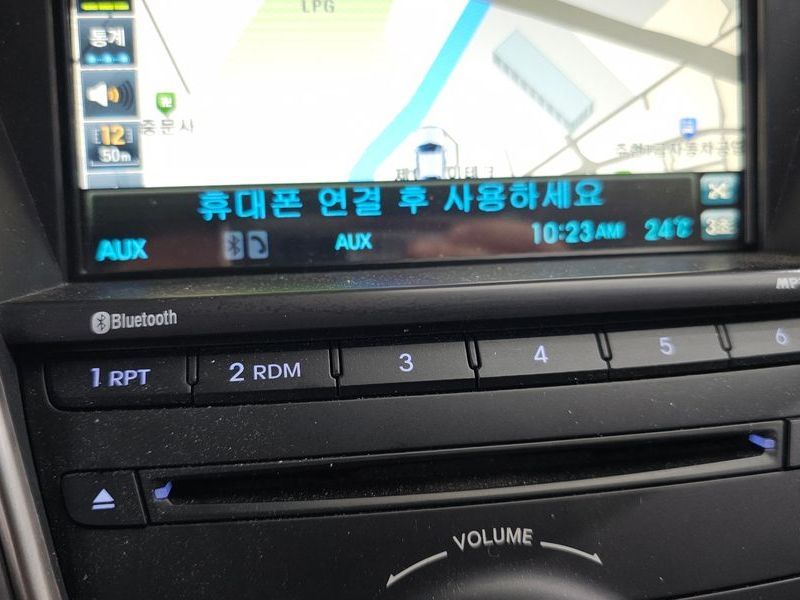 LPG
통계
충문사
12
50m
휴대폰 연결 후 사용하세요
AUX
AUX
10:23AM
24℃
Bluetooth
1 RPT
2 RDM
3
4
5
6
VOLUME